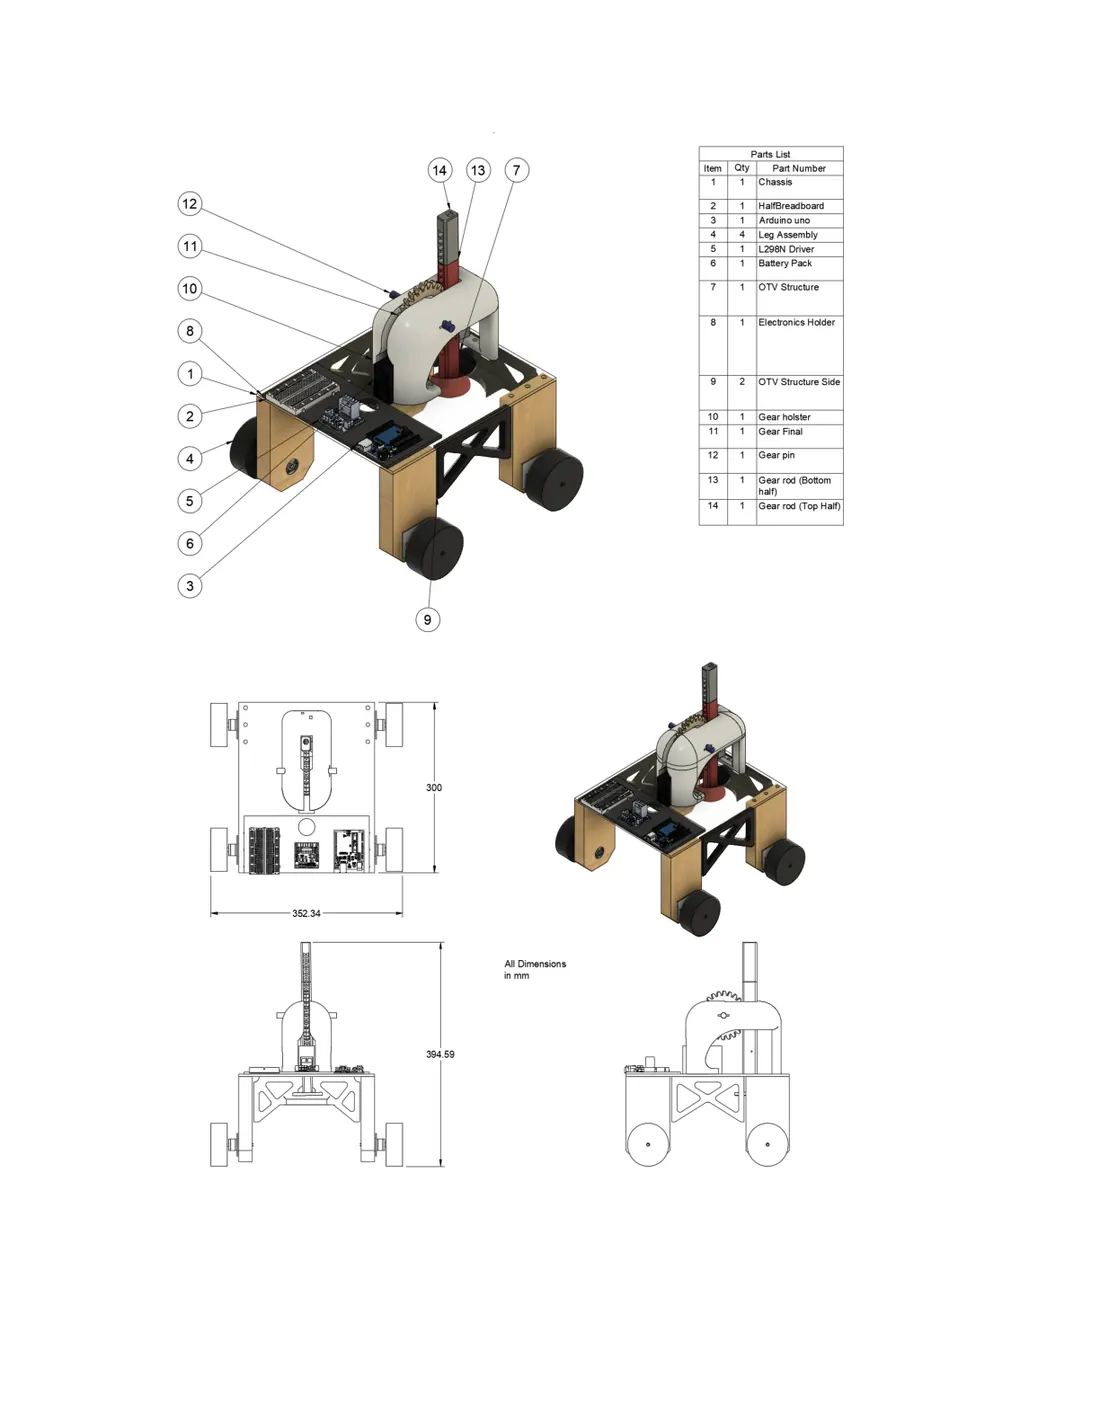 14 13 7
12
11
10
8
1
2
4
5
6
3
9
Parts List
Item Qty Part Number
1 1 Chassis
2 1 HalfBreadboard
3 1 Arduino uno
4 4 Leg Assembly
5 1 L298N Driver
6 1 Battery Pack
7 1 OTV Structure
8 1 Electronics Holder
9 2 OTV Structure Side
10 1 Gear holster
11 1 Gear Final
12 1 Gear pin
13 1 Gear rod (Bottom
half)
14 1 Gear rod (Top Half)
300
352.34
394.59
All Dimensions
in mm